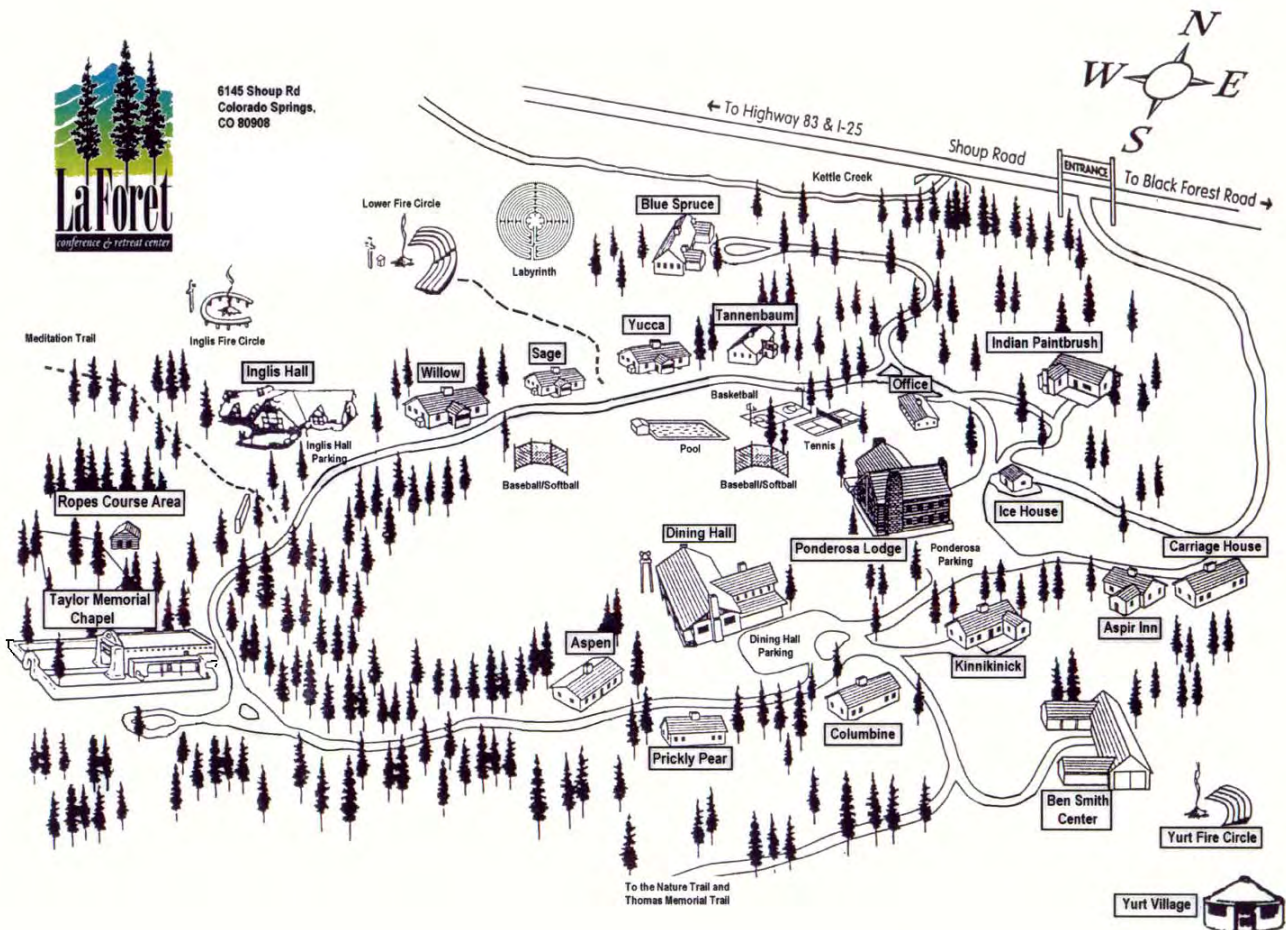 N
W
E
S
6145 Shoup Rd
Colorado Springs,
CO 80908
La Foret
conference & retreat center
← To Highway 83 & I-25
Shoup Road
ENTRANCE
To Black Forest Road →
Kettle Creek
Lower Fire Circle
Labyrinth
Blue Spruce
Meditation Trail
Inglis Fire Circle
Inglis Hall
Willow
Sage
Yucca
Tannenbaum
Indian Paintbrush
Office
Basketball
Tennis
Inglis Hall
Parking
Baseball/Softball
Pool
Baseball/Softball
Ropes Course Area
Ice House
Dining Hall
Ponderosa Lodge
Ponderosa
Parking
Carriage House
Taylor Memorial
Chapel
Aspen
Dining Hall
Parking
Aspir Inn
Kinnikinick
Columbine
Prickly Pear
Ben Smith
Center
Yurt Fire Circle
To the Nature Trail and
Thomas Memorial Trail
Yurt Village